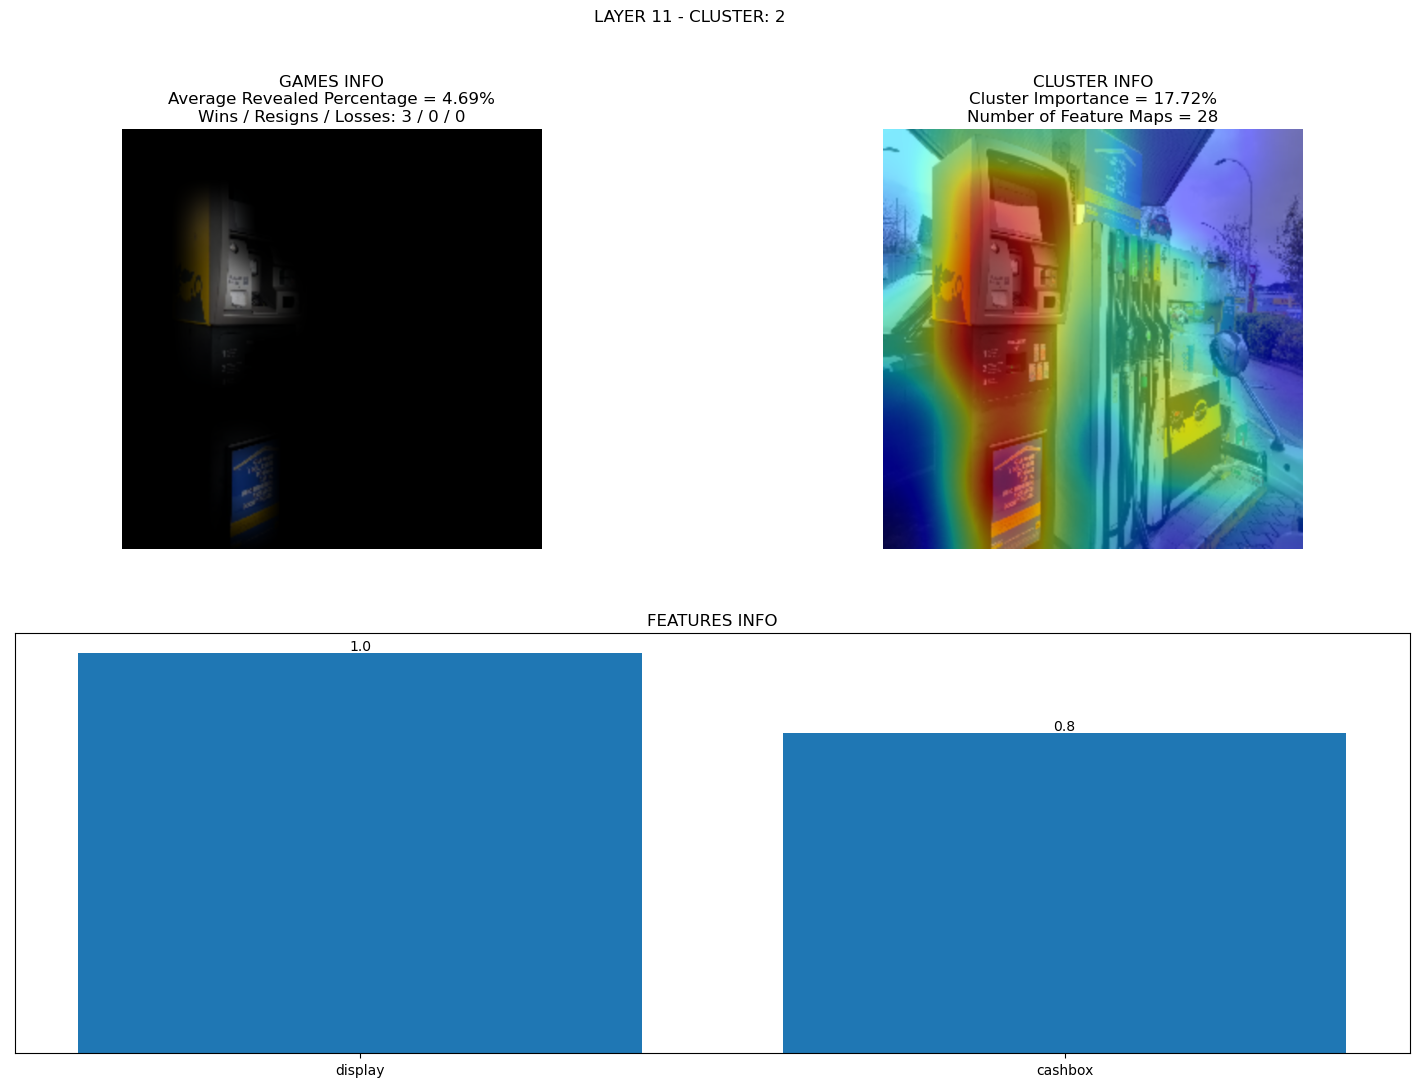 LAYER 11 - CLUSTER: 2
GAMES INFO
Average Revealed Percentage = 4.69%
Wins / Resigns / Losses: 3 / 0 / 0
CLUSTER INFO
Cluster Importance = 17.72%
Number of Feature Maps = 28
FEATURES INFO
1.0
0.8
display
cashbox